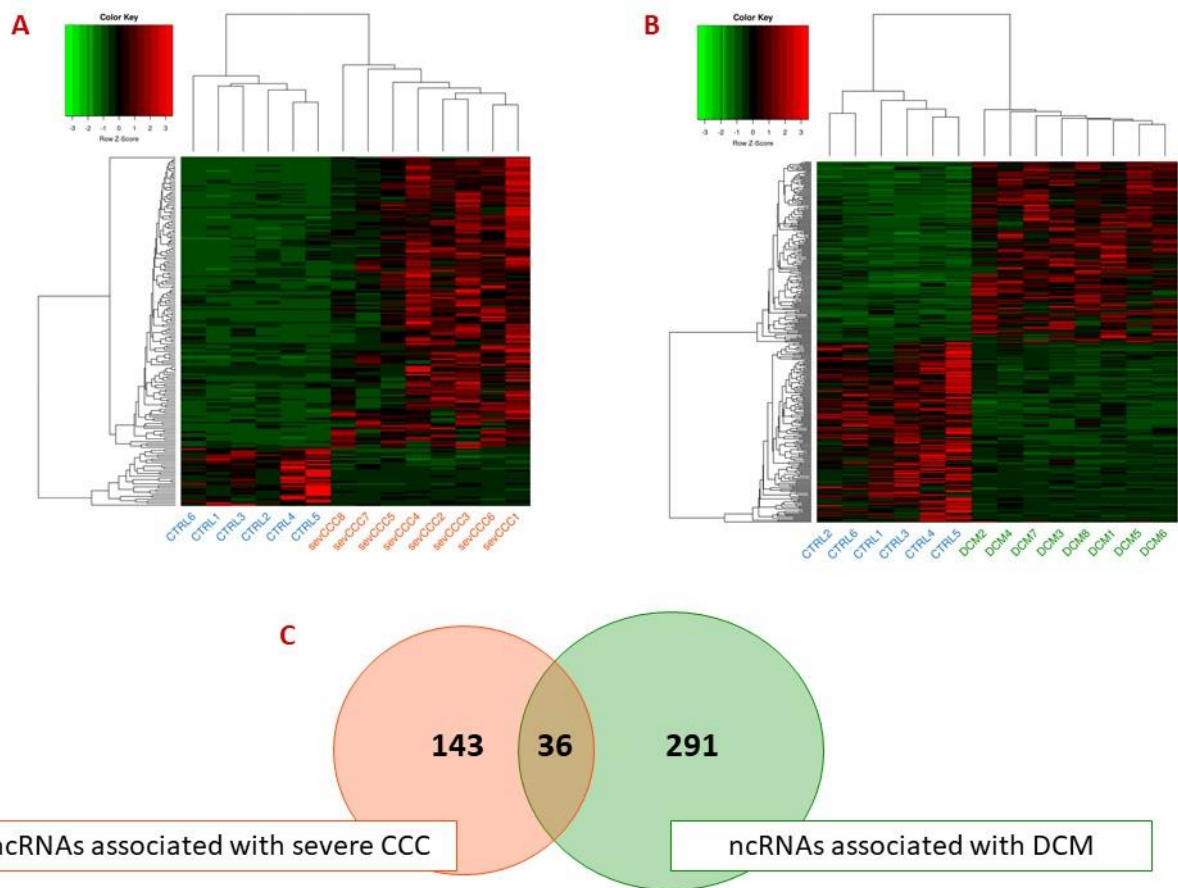 A
Color Key
-3 -2 -1 0 1 2 3
Row Z-Score
CTRL6 CTRL1 CTRL3 CTRL2 CTRL4 CTRL5 sevCCC8 sevCCC7 sevCCC5 sevCCC4 sevCCC2 sevCCC3 sevCCC6 sevCCC1
B
Color Key
-3 -2 -1 0 1 2 3
Row Z-Score
CTRL2 CTRL6 CTRL1 CTRL3 CTRL4 CTRL5 DCM2 DCM4 DCM7 DCM3 DCM8 DCM1 DCM5 DCM6
C
143 36 291
ncRNAs associated with severe CCC
ncRNAs associated with DCM